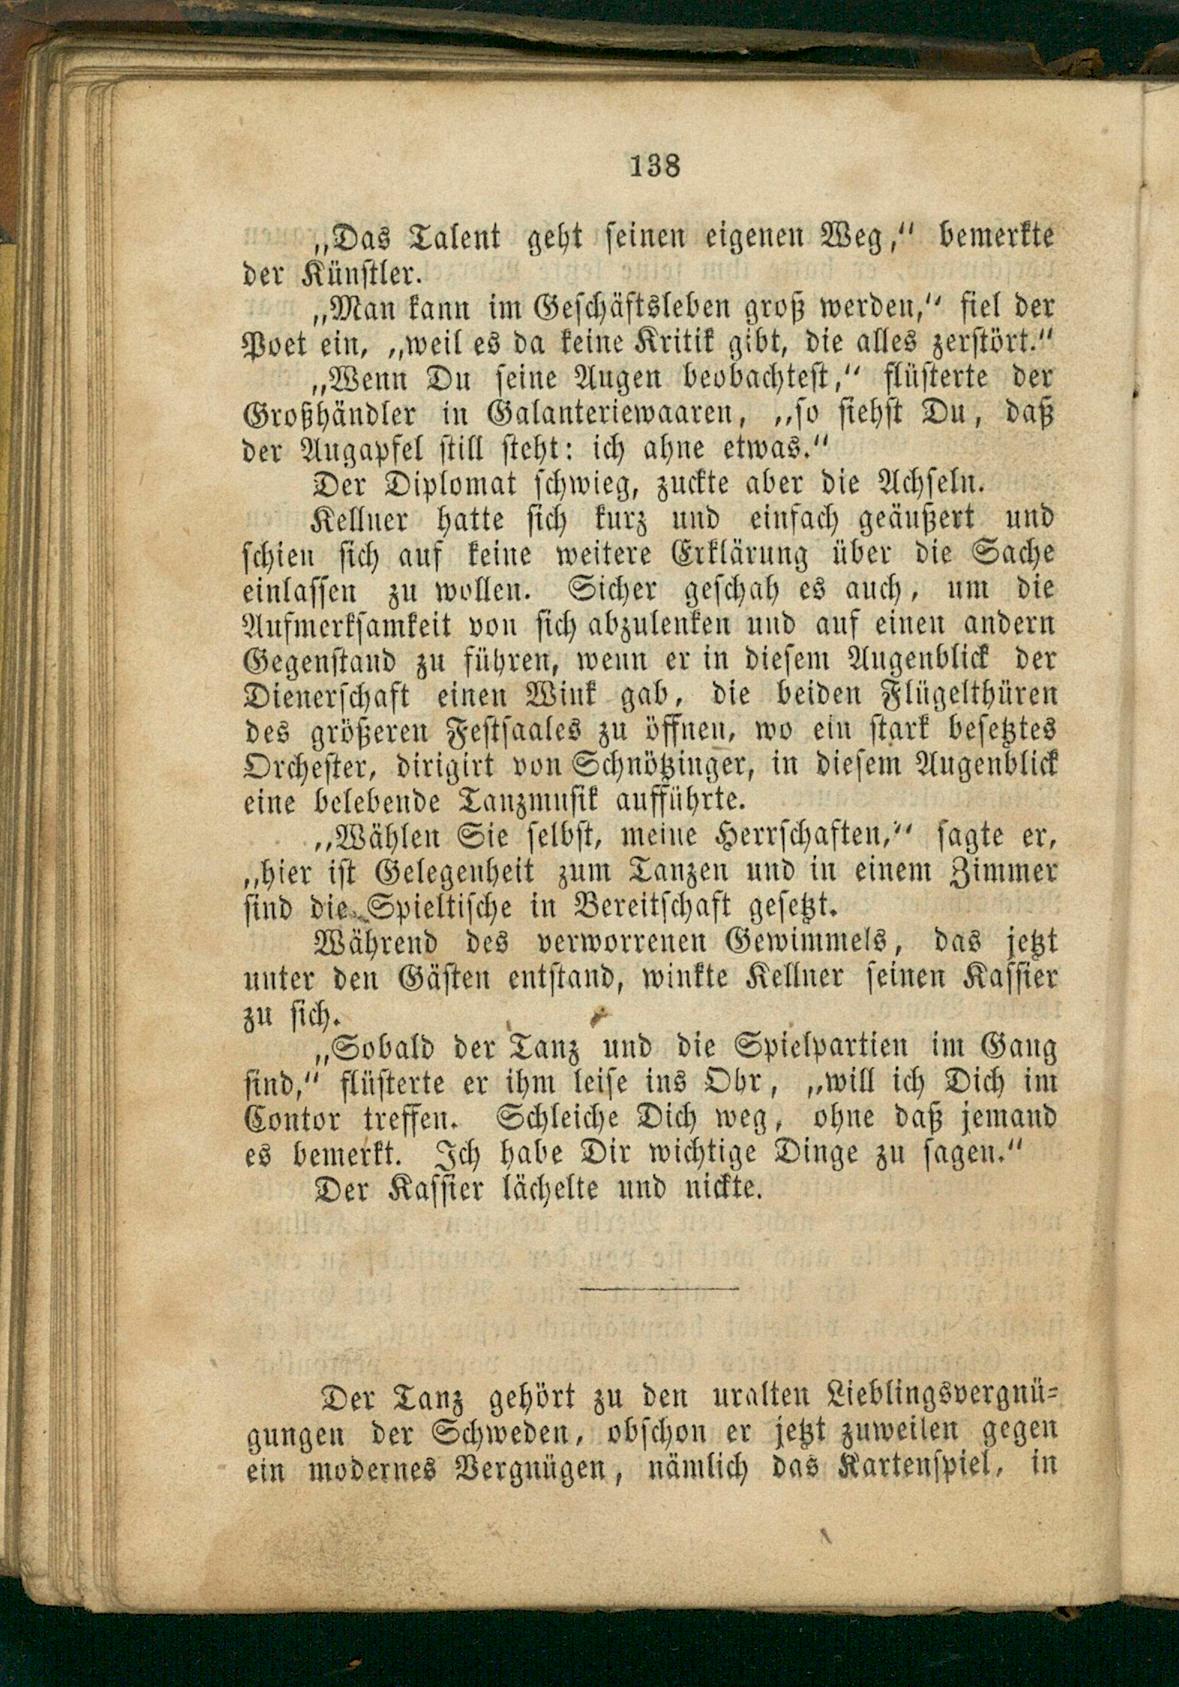 138
„Das Talent geht seinen eigenen Weg,“ bemerkte
der Künstler.
„Man kann im Geschäftsleben groß werden,“ fiel der
Poet ein, „weil es da keine Kritik gibt, die alles zerstört.“
„Wenn Du seine Augen beobachtest,“ flüsterte der
Großhändler in Galanteriewaaren, „so siehst Du, daß
der Augapfel still steht: ich ahne etwas.“
Der Diplomat schwieg, zuckte aber die Achseln.
Kellner hatte sich kurz und einfach geäußert und
schien sich auf keine weitere Erklärung über die Sache
einlassen zu wollen. Sicher geschah es auch, um die
Aufmerksamkeit von sich abzulenken und auf einen andern
Gegenstand zu führen, wenn er in diesem Augenblick der
Dienerschaft einen Wink gab, die beiden Flügelthüren
des größeren Festsaales zu öffnen, wo ein stark besetztes
Orchester, dirigirt von Schnötzinger, in diesem Augenblick
eine belebende Tanzmusik aufführte.
„Wählen Sie selbst, meine Herrschaften,“ sagte er,
„hier ist Gelegenheit zum Tanzen und in einem Zimmer
sind die Spieltische in Bereitschaft gesetzt.
Während des verworrenen Gewimmels, das jetzt
unter den Gästen entstand, winkte Kellner seinen Kassier
zu sich.
„Sobald der Tanz und die Spielpartien im Gang
sind,“ flüsterte er ihm leise ins Obr, „will ich Dich im
Contor treffen. Schleiche Dich weg, ohne daß jemand
es bemerkt. Ich habe Dir wichtige Dinge zu sagen.“
Der Kassier lächelte und nickte.
Der Tanz gehört zu den uralten Lieblingsvergnü-
gungen der Schweden, obschon er jetzt zuweilen gegen
ein modernes Vergnügen, nämlich das Kartenspiel, in